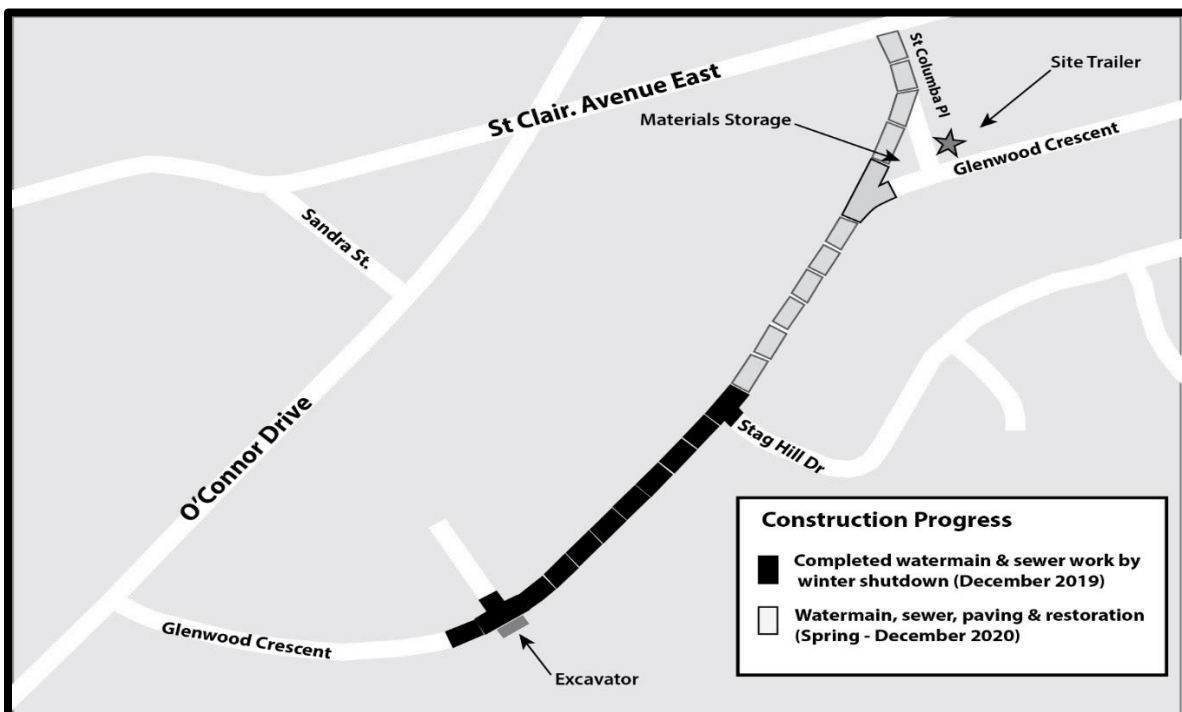 St Clair. Avenue East
St Columba Pl
Site Trailer
Materials Storage
Glenwood Crescent
Sandra St.
O'Connor Drive
Stag Hill Dr
Glenwood Crescent
Excavator
Construction Progress
Completed watermain & sewer work by
winter shutdown (December 2019)
Watermain, sewer, paving & restoration
(Spring - December 2020)